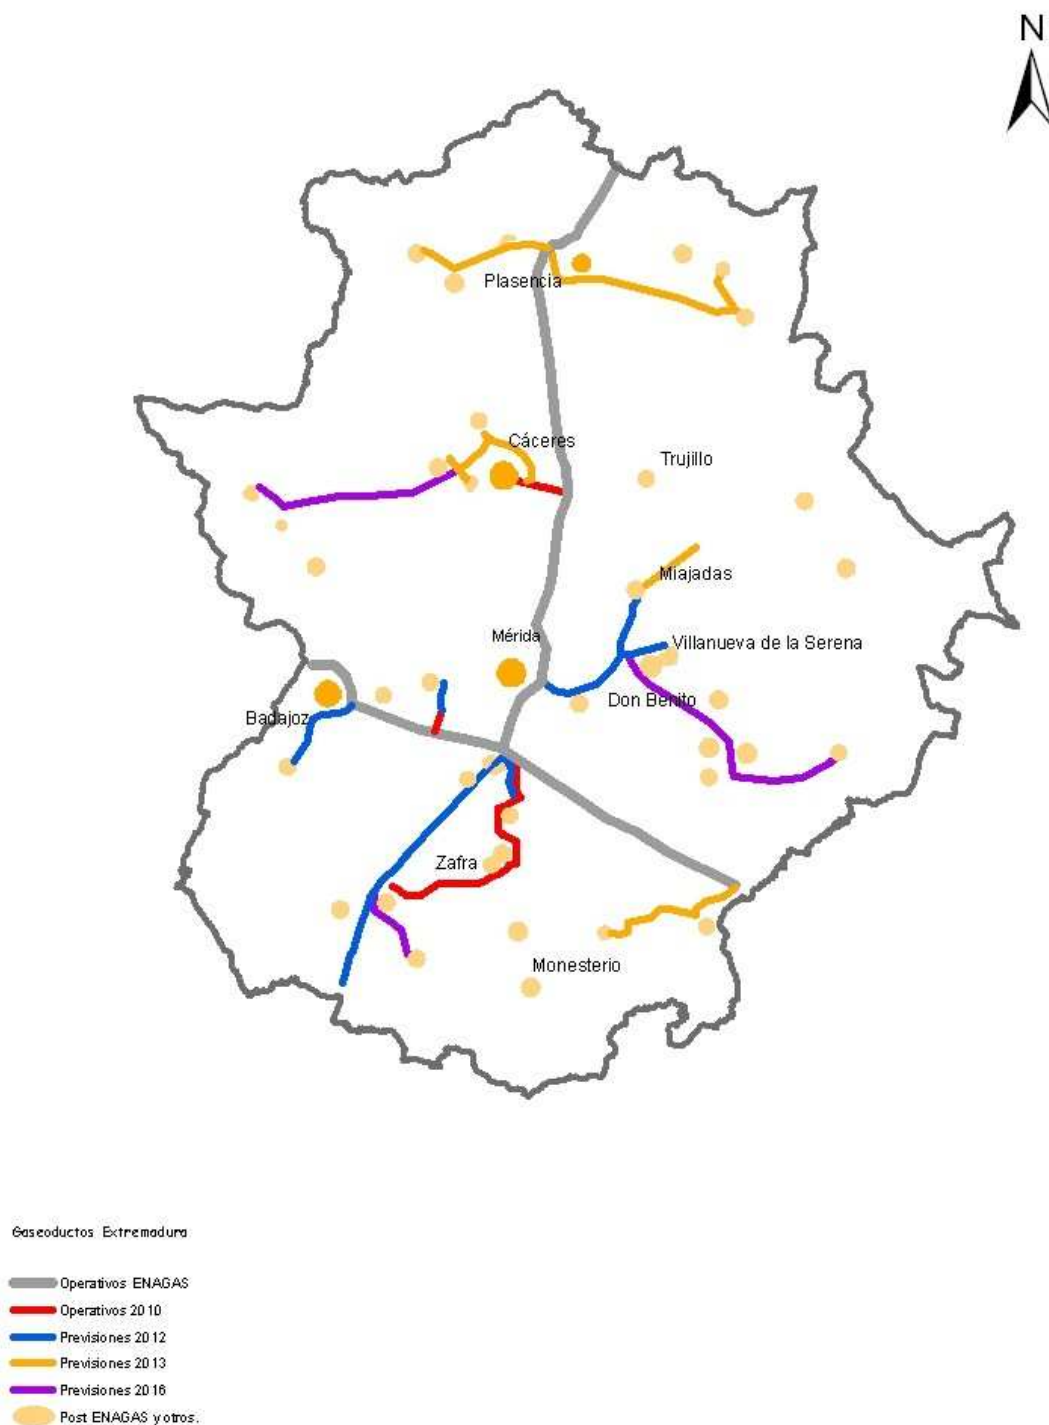 N
Plasencia
Cáceres
Trujillo
Miajadas
Mérida
Villanueva de la Serena
Don Benito
Badajoz
Zafra
Monesterio
Gaseoductos Extremadura
Operativos ENAGAS
Operativos 2010
Previsiones 2012
Previsiones 2013
Previsiones 2016
Post ENAGAS y otros.